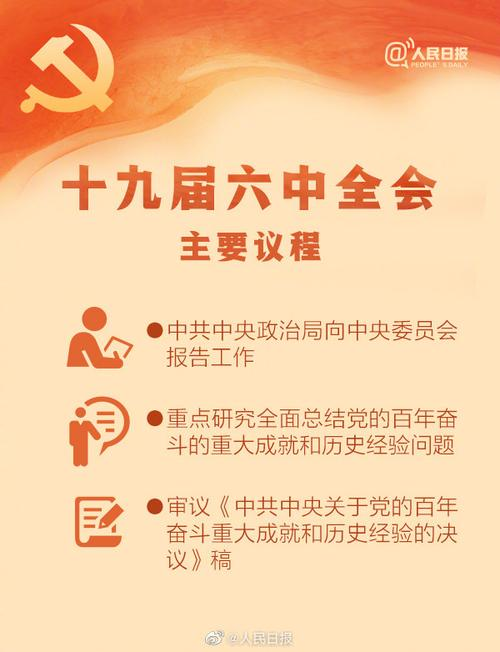 @人民日报
PEOPLE'S DAILY
十九届六中全会
主要议程
●中共中央政治局向中央委员会
报告工作
●重点研究全面总结党的百年奋
斗的重大成就和历史经验问题
●审议《中共中央关于党的百年
奋斗重大成就和历史经验的决
议》稿
@人民日报